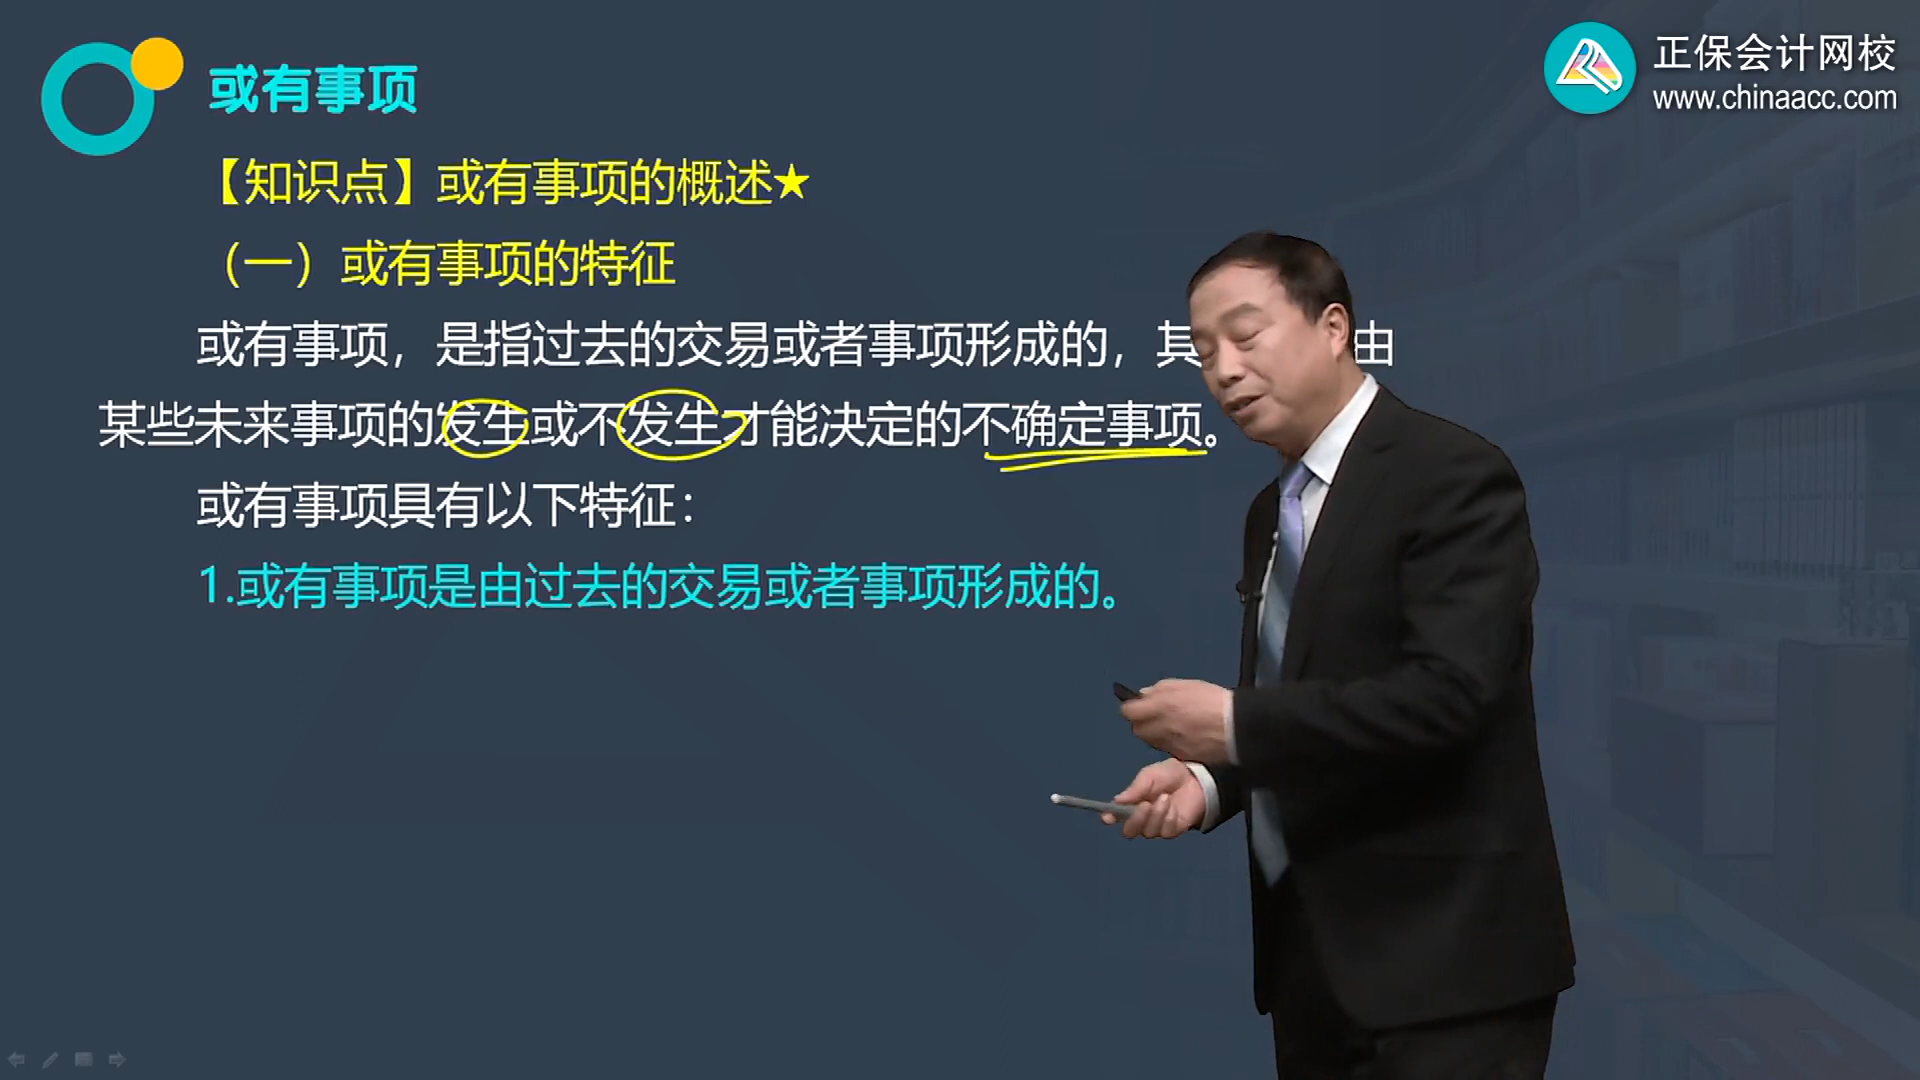 或有事项
正保会计网校
www.chinaacc.com
【知识点】或有事项的概述★
（一）或有事项的特征
或有事项，是指过去的交易或者事项形成的，其 由
某些未来事项的发生或不发生才能决定的不确定事项。
或有事项具有以下特征：
1.或有事项是由过去的交易或者事项形成的。